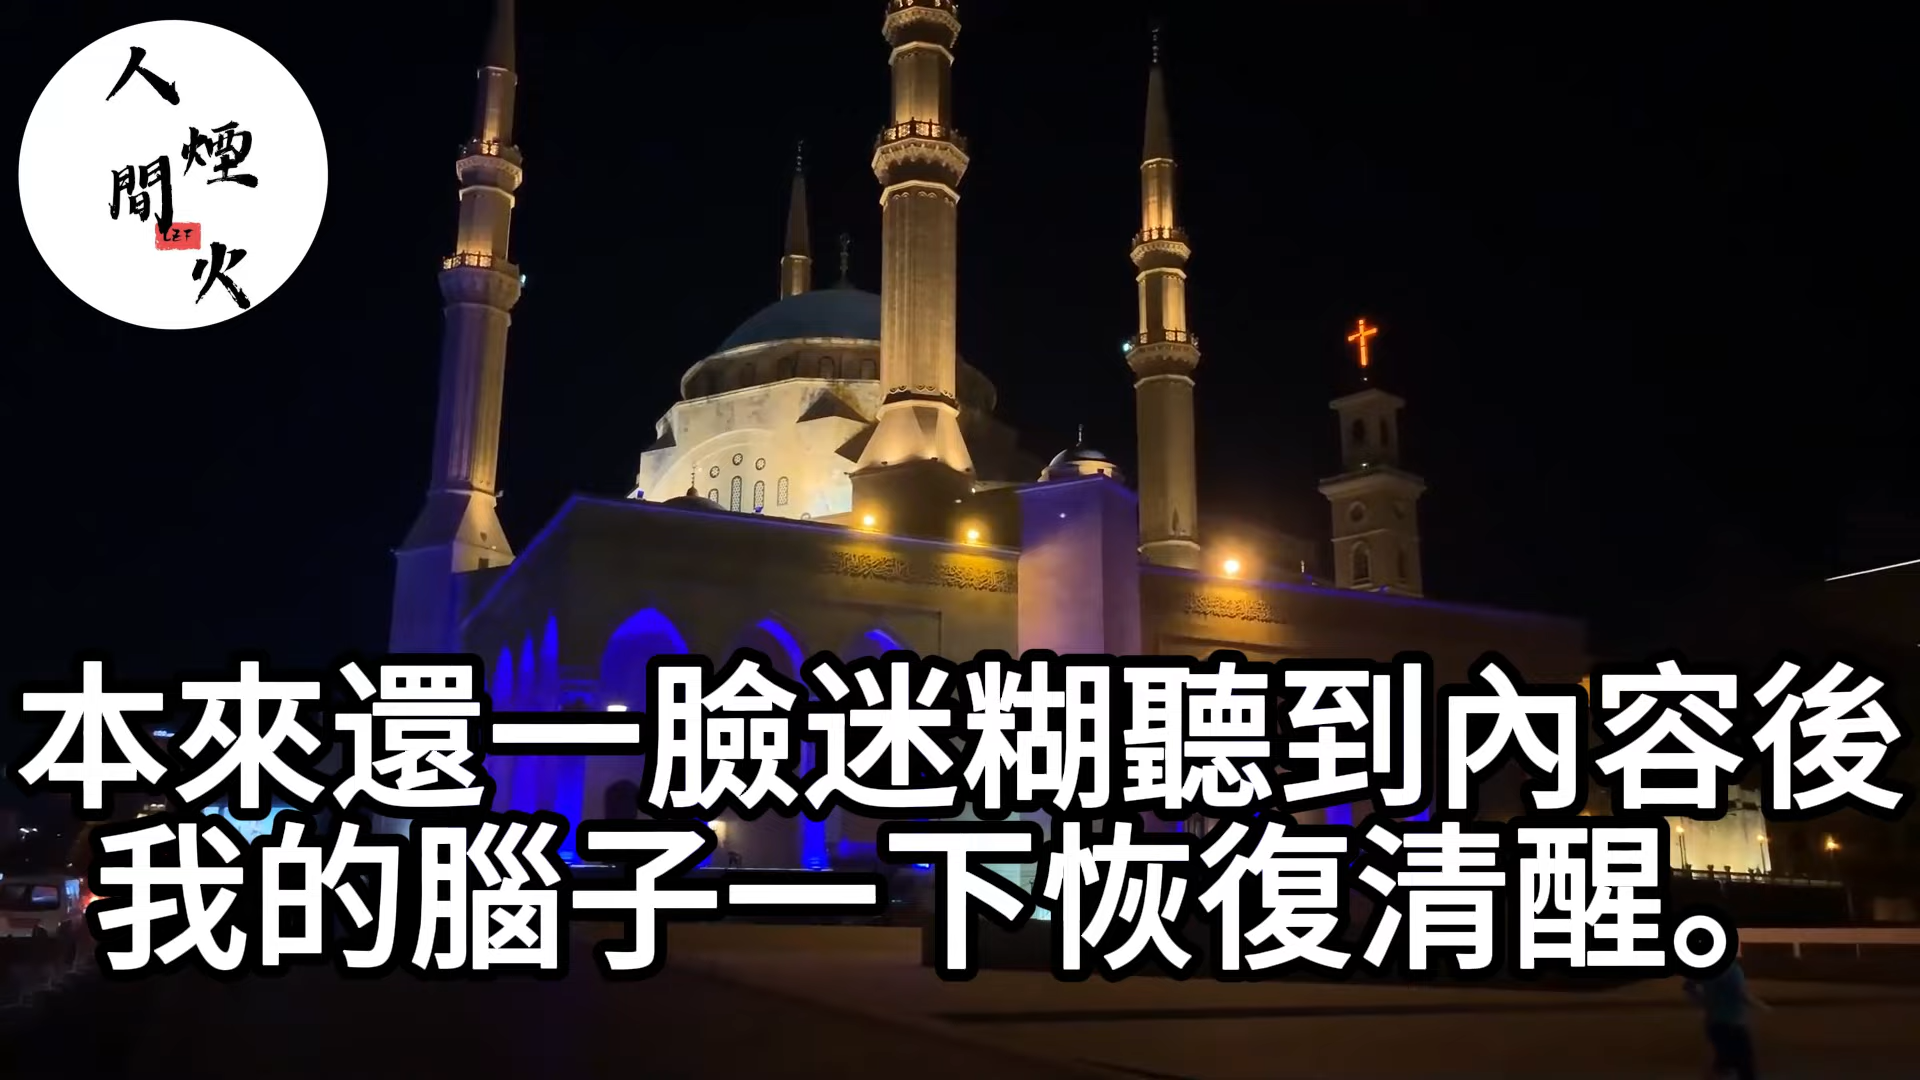 人間煙火
LZF
本來還一臉迷糊聽到內容後
我的腦子一下恢復清醒。